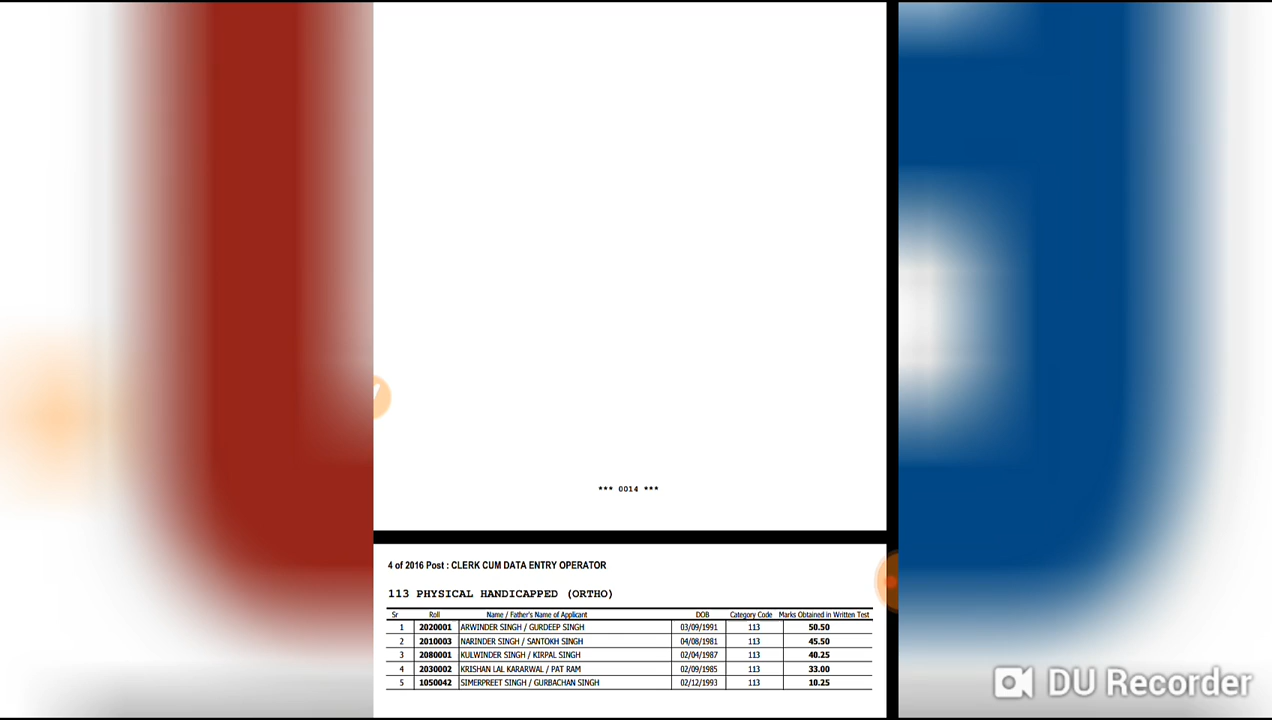 *** 0014 ***
4 of 2016 Post : CLERK CUM DATA ENTRY OPERATOR
113 PHYSICAL HANDICAPPED (ORTHO)
Sr Roll Name / Father's Name of Applicant DOB Category Code Marks Obtained in Written Test
1 2020001 ARWINDER SINGH / GURDEEP SINGH 03/09/1991 113 50.50
2 2010003 NARINDER SINGH / SANTOKH SINGH 04/08/1981 113 45.50
3 2080001 KULWINDER SINGH / KIRPAL SINGH 02/04/1987 113 40.25
4 2030002 KRISHAN LAL KARARWAL / PAT RAM 02/09/1985 113 33.00
5 1050042 SIMERPREET SINGH / GURBACHAN SINGH 02/12/1993 113 10.25
DU Recorder